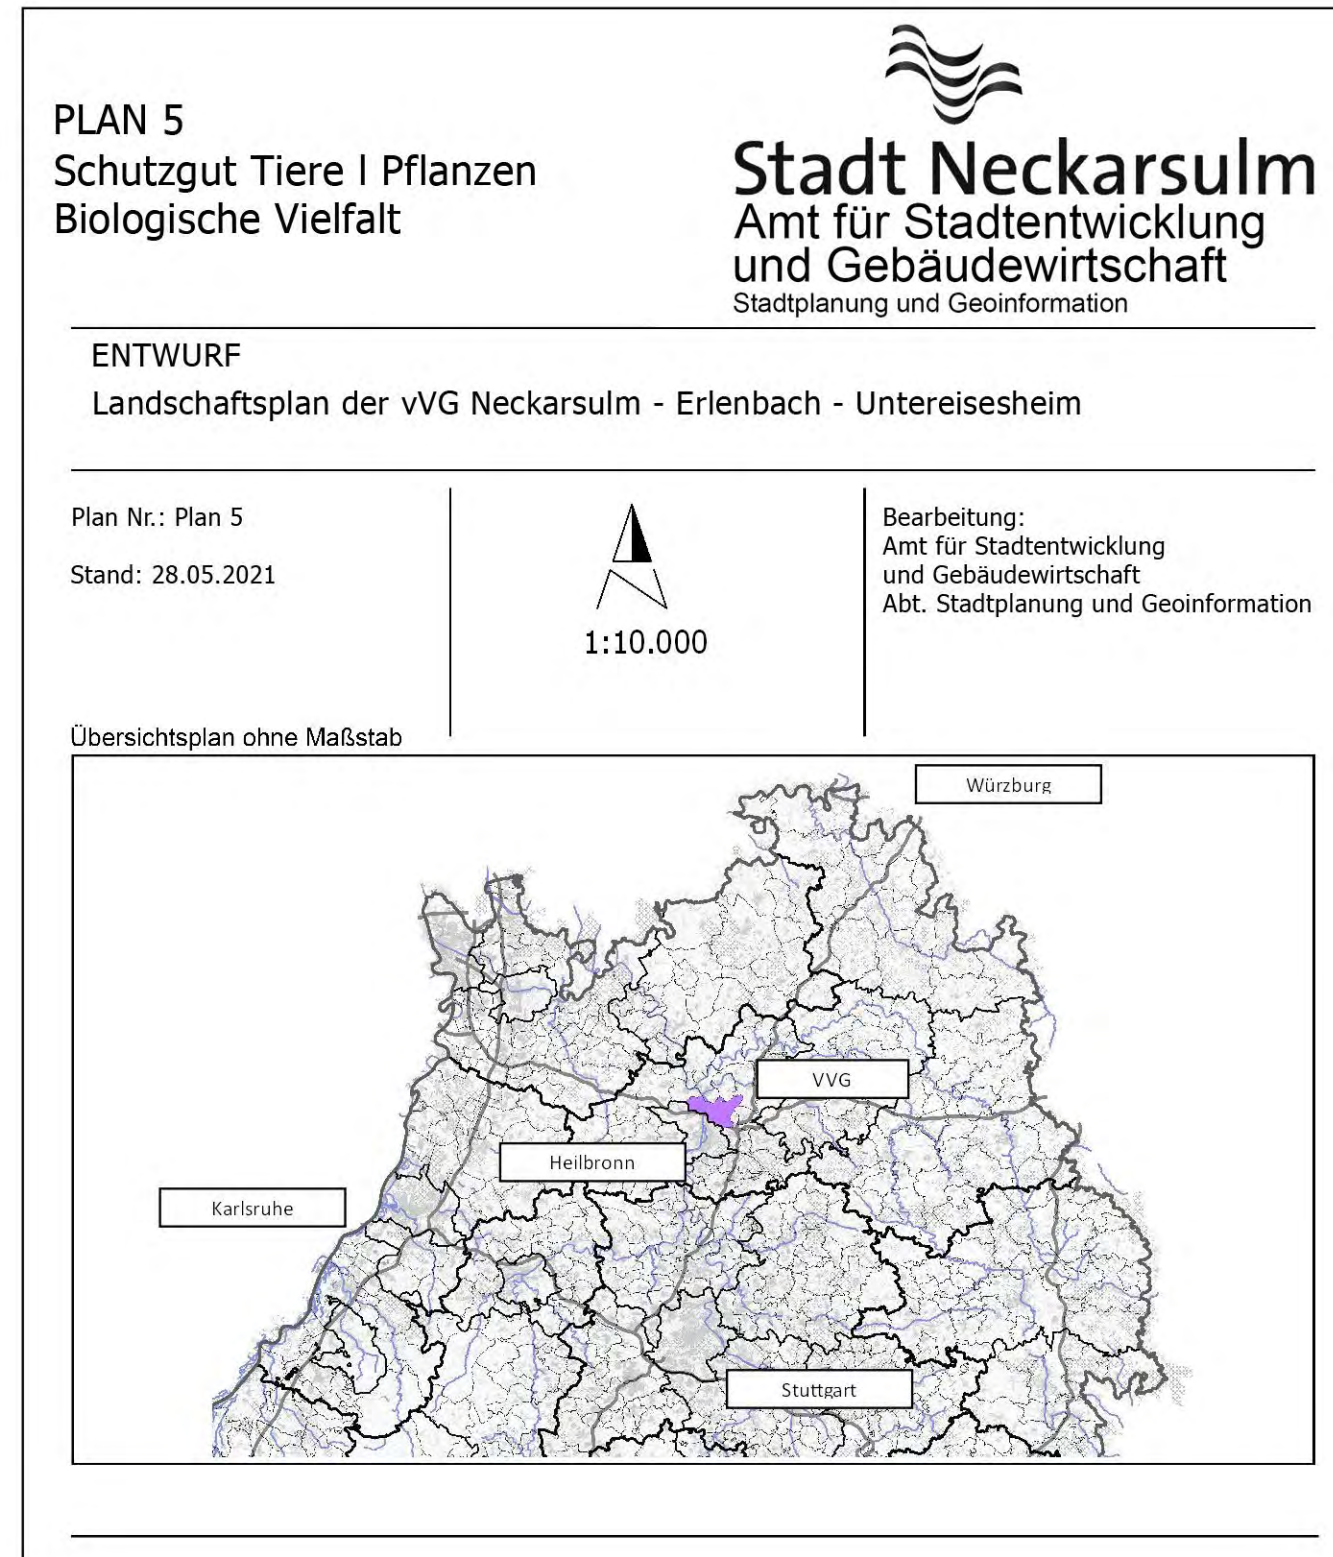 PLAN 5
Schutzgut Tiere l Pflanzen
Biologische Vielfalt
Stadt Neckarsulm
Amt für Stadtentwicklung
und Gebäudewirtschaft
Stadtplanung und Geoinformation
ENTWURF
Landschaftsplan der vVG Neckarsulm - Erlenbach - Untereisesheim
Plan Nr.: Plan 5
Stand: 28.05.2021
1:10.000
Bearbeitung:
Amt für Stadtentwicklung
und Gebäudewirtschaft
Abt. Stadtplanung und Geoinformation
Übersichtsplan ohne Maßstab
Würzburg
VVG
Heilbronn
Karlsruhe
Stuttgart